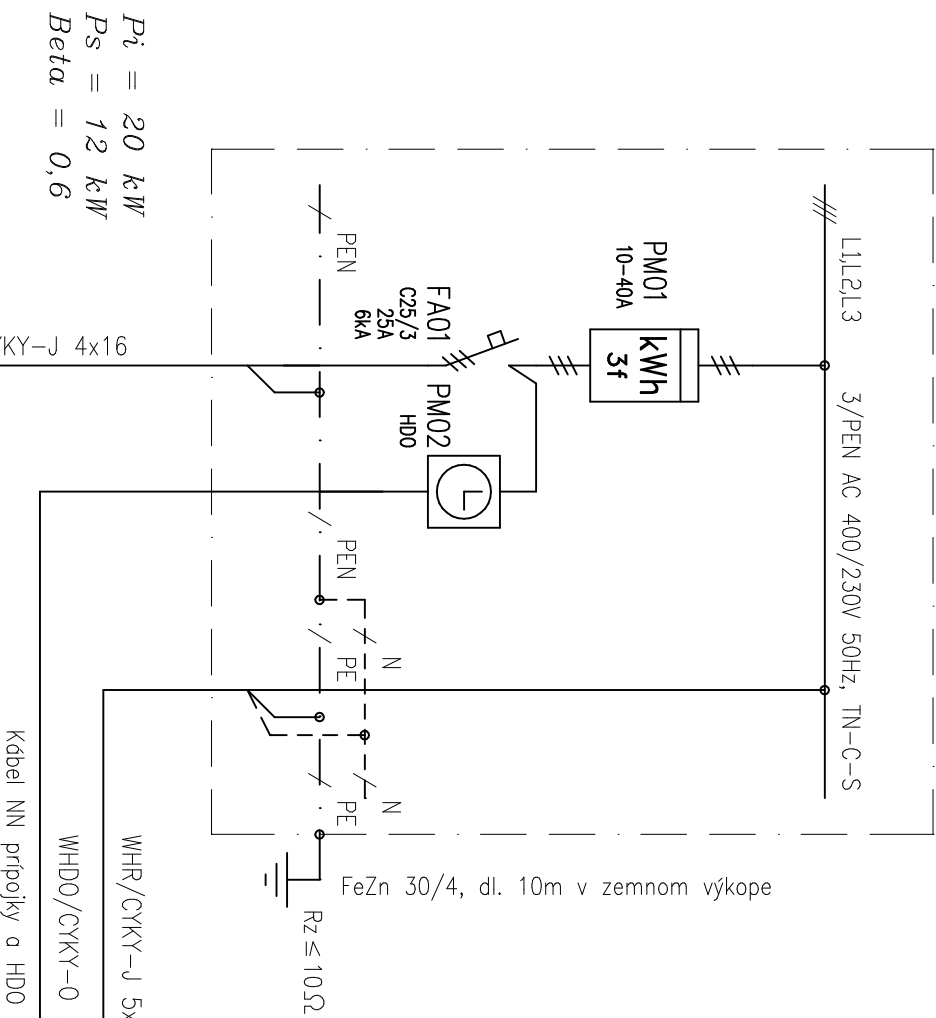 L1,L2,L3
3/PEN AC 400/230V 50Hz, TN-C-S
PM01
10-40A
kWh
3f
FA01
C25/3
25A
6kA
PM02
HDO
PEN
PEN
N
PE
N
PE
FeZn 30/4, dl. 10m v zemnom výkope
Rz≤10Ω
Pi = 20 kW
Ps = 12 kW
Beta = 0,6
4x16
WHR/CYKY-J
WHDO/CYKY-O
Kábel NN prípojky a HDO